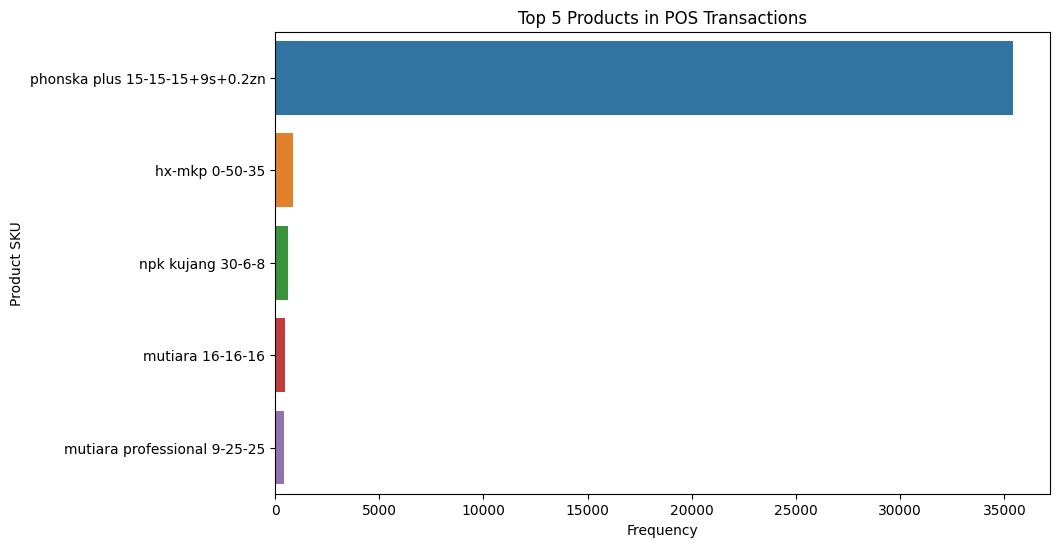 Top 5 Products in POS Transactions
Product SKU
phonska plus 15-15-15+9s+0.2zn
hx-mkp 0-50-35
npk kujang 30-6-8
mutiara 16-16-16
mutiara professional 9-25-25
0 5000 10000 15000 20000 25000 30000 35000
Frequency